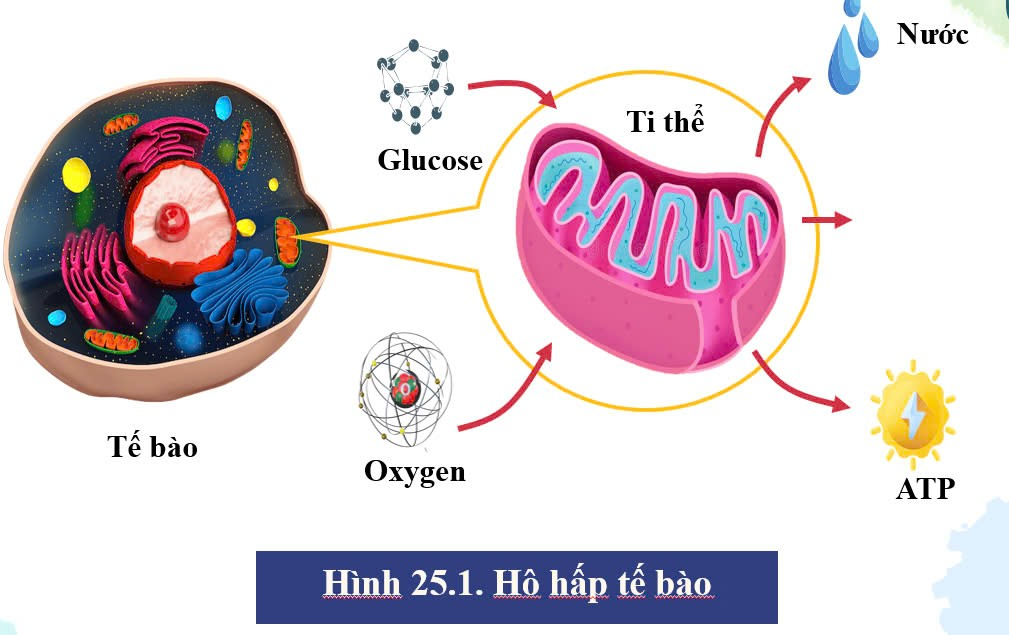 Nước
Ti thể
Glucose
Tế bào
O
Oxygen
ATP
Hình 25.1. Hô hấp tế bào